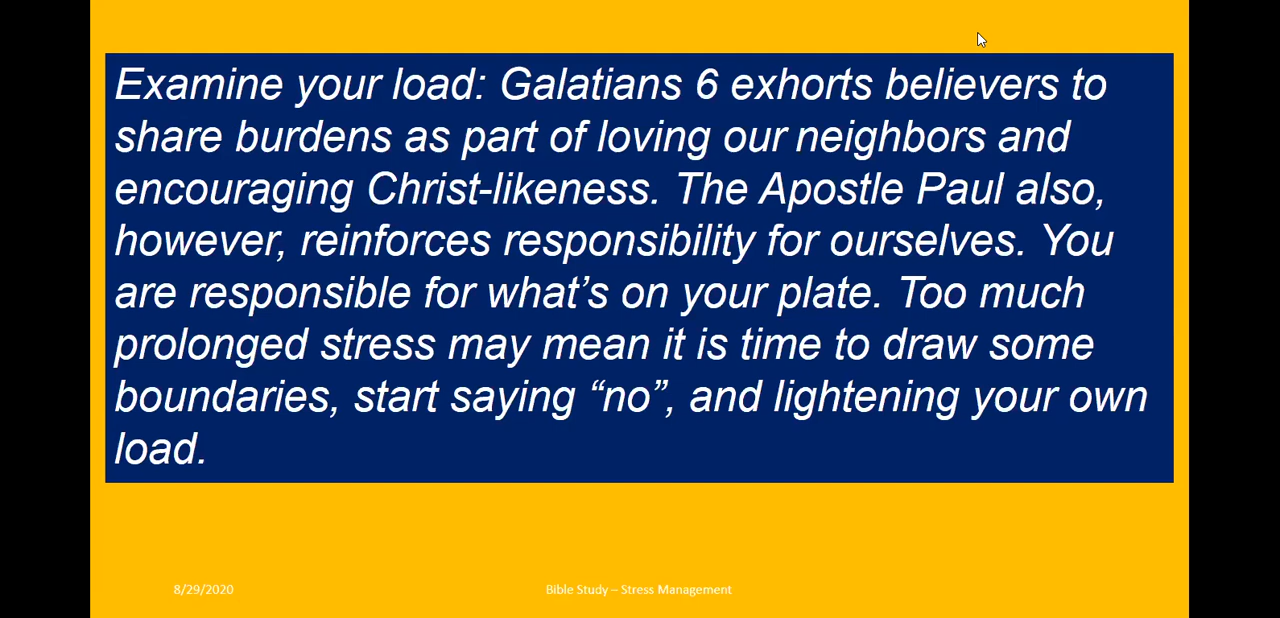 Examine your load: Galatians 6 exhorts believers to
share burdens as part of loving our neighbors and
encouraging Christ-likeness. The Apostle Paul also,
however, reinforces responsibility for ourselves. You
are responsible for what’s on your plate. Too much
prolonged stress may mean it is time to draw some
boundaries, start saying “no”, and lightening your own
load.
8/29/2020
Bible Study – Stress Management